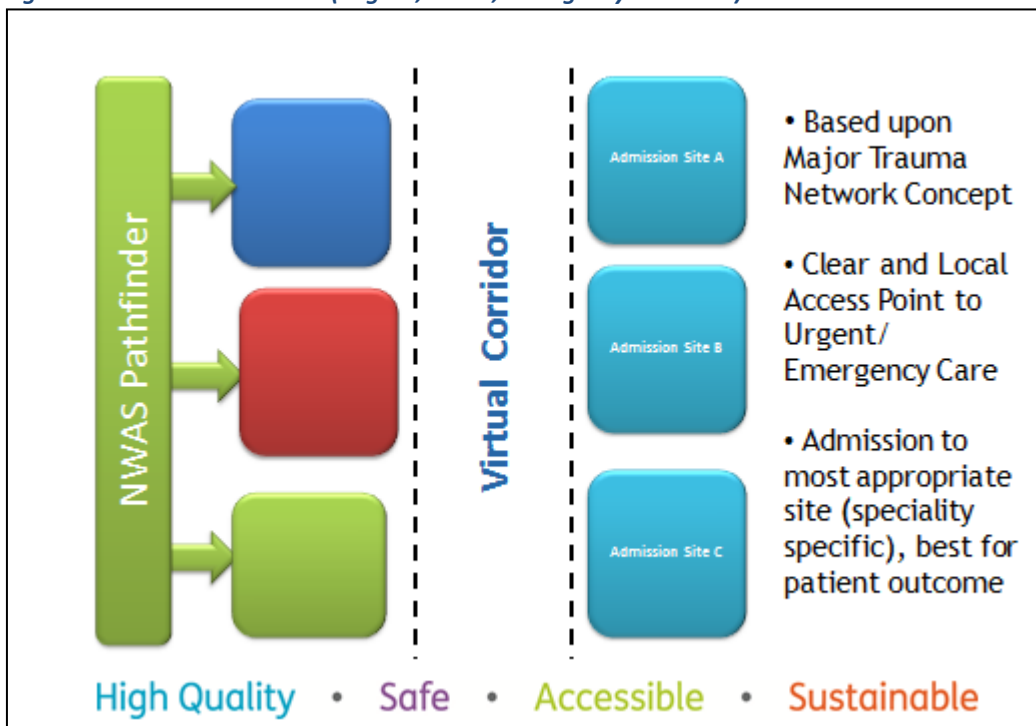 NWAS Pathfinder
Virtual Corridor
Admission Site A
Admission Site B
Admission Site C
• Based upon
Major Trauma
Network Concept
• Clear and Local
Access Point to
Urgent/
Emergency Care
• Admission to
most appropriate
site (speciality
specific), best for
patient outcome
High Quality • Safe • Accessible • Sustainable